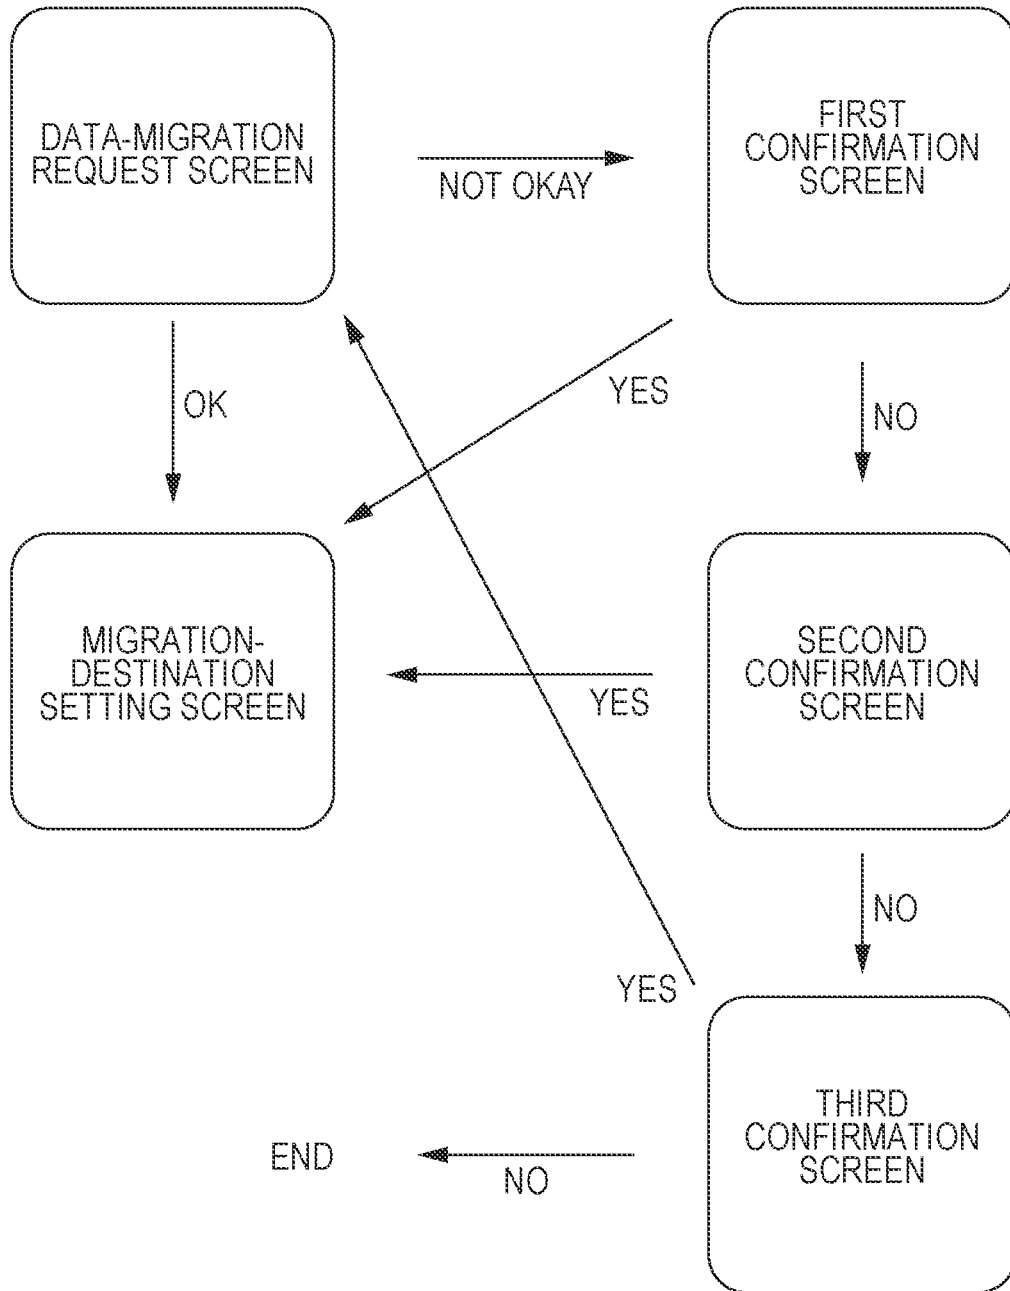 DATA-MIGRATION
REQUEST SCREEN
NOT OKAY
FIRST
CONFIRMATION
SCREEN
OK
YES
NO
MIGRATION-
DESTINATION
SETTING SCREEN
YES
SECOND
CONFIRMATION
SCREEN
NO
YES
THIRD
CONFIRMATION
SCREEN
END
NO